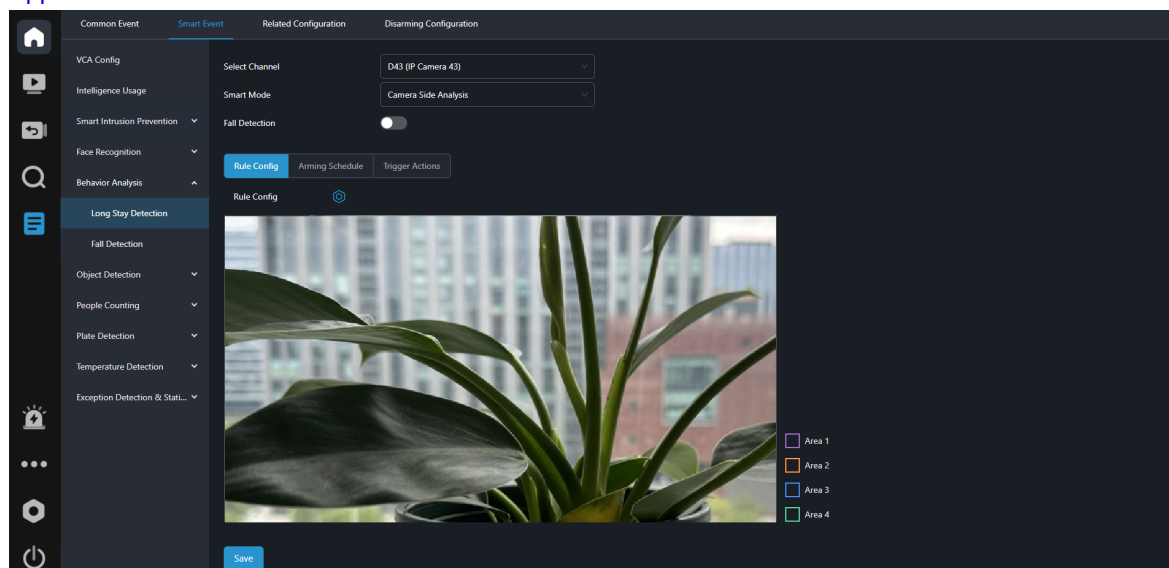 Common Event
Smart Event
Related Configuration
Disarming Configuration
VCA Config
Intelligence Usage
Smart Intrusion Prevention
Face Recognition
Behavior Analysis
Long Stay Detection
Fall Detection
Object Detection
People Counting
Plate Detection
Temperature Detection
Exception Detection & Stati...
Select Channel
D43 (IP Camera 43)
Smart Mode
Camera Side Analysis
Fall Detection
Rule Config
Arming Schedule
Trigger Actions
Rule Config
Area 1
Area 2
Area 3
Area 4
Save